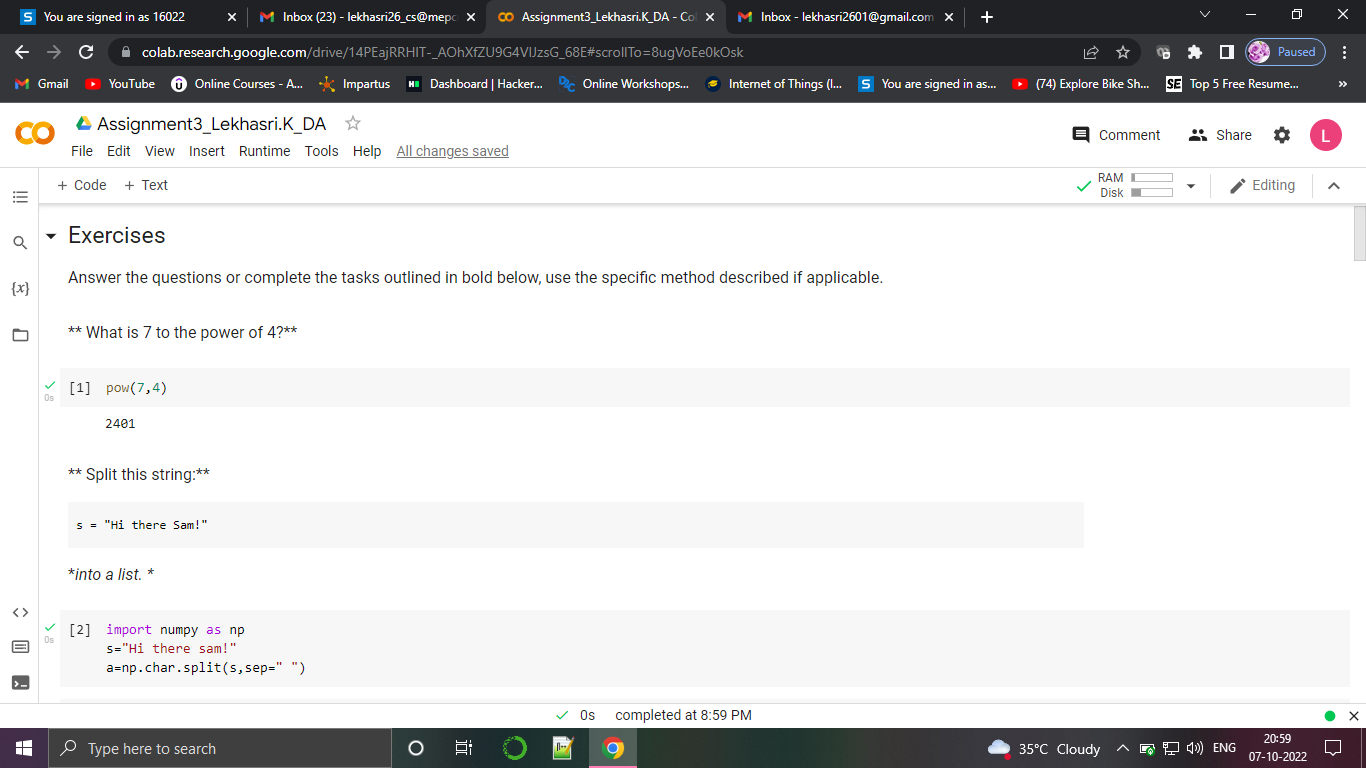 You are signed in as 16022
Inbox (23) - lekhasri26_cs@mepc
Assignment3_Lekhasri.K_DA - Col
Inbox - lekhasri2601@gmail.com
colab.research.google.com/drive/14PEajRRHIT-_AOhXfZU9G4VIJzsG_68E#scrollTo=8ugVoEe0kOsk
Paused
Gmail
YouTube
Online Courses - A...
Impartus
Dashboard | Hacker...
Online Workshops...
Internet of Things (I...
You are signed in as...
(74) Explore Bike Sh...
Top 5 Free Resume...
Assignment3_Lekhasri.K_DA
File Edit View Insert Runtime Tools Help All changes saved
Comment
Share
L
+ Code + Text
RAM
Disk
Editing
Exercises
Answer the questions or complete the tasks outlined in bold below, use the specific method described if applicable.
** What is 7 to the power of 4?**
0s
[1] pow(7,4)
2401
** Split this string:**
s = "Hi there Sam!"
*into a list. *
0s
[2] import numpy as np
s="Hi there sam!"
a=np.char.split(s,sep=" ")
0s completed at 8:59 PM
Type here to search
35°C Cloudy
ENG
20:59
07-10-2022